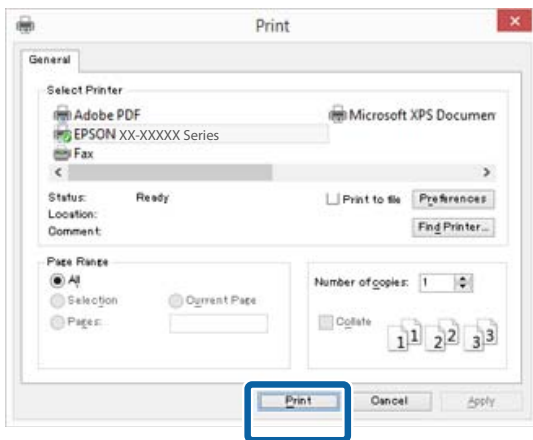 Print
General
Select Printer
Adobe PDF
Microsoft XPS Documen
EPSON XX-XXXXX Series
Fax
Status: Ready
Print to file
Preferences
Location:
Comment:
Find Printer...
Page Range
All
Selection
Current Page
Pages:
Number of copies: 1
Collate
1 1 2 2 3 3
Print
Cancel
Apply